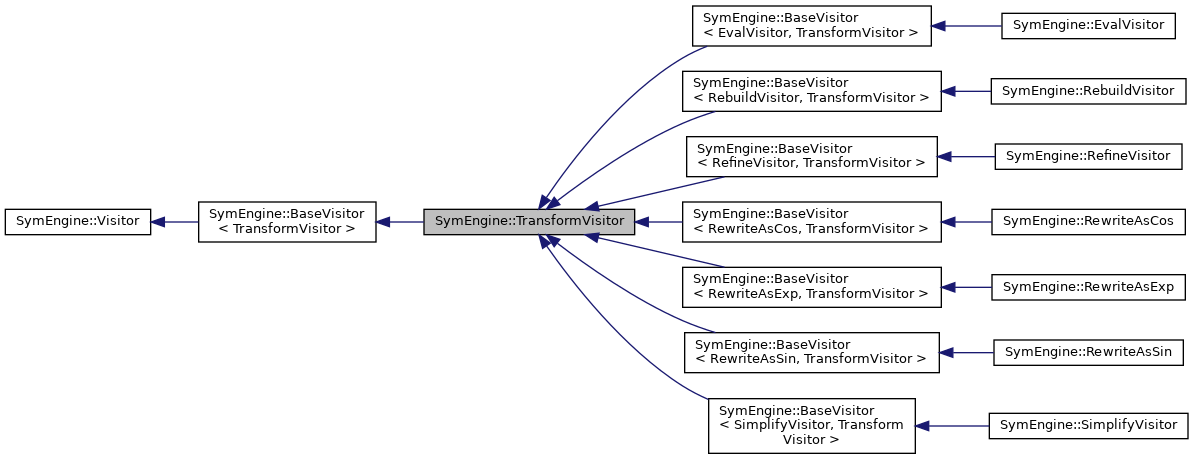 SymEngine::Visitor
SymEngine::BaseVisitor
< TransformVisitor >
SymEngine::TransformVisitor
SymEngine::BaseVisitor
< EvalVisitor, TransformVisitor >
SymEngine::EvalVisitor
SymEngine::BaseVisitor
< RebuildVisitor, TransformVisitor >
SymEngine::RebuildVisitor
SymEngine::BaseVisitor
< RefineVisitor, TransformVisitor >
SymEngine::RefineVisitor
SymEngine::BaseVisitor
< RewriteAsCos, TransformVisitor >
SymEngine::RewriteAsCos
SymEngine::BaseVisitor
< RewriteAsExp, TransformVisitor >
SymEngine::RewriteAsExp
SymEngine::BaseVisitor
< RewriteAsSin, TransformVisitor >
SymEngine::RewriteAsSin
SymEngine::BaseVisitor
< SimplifyVisitor, Transform
Visitor >
SymEngine::SimplifyVisitor